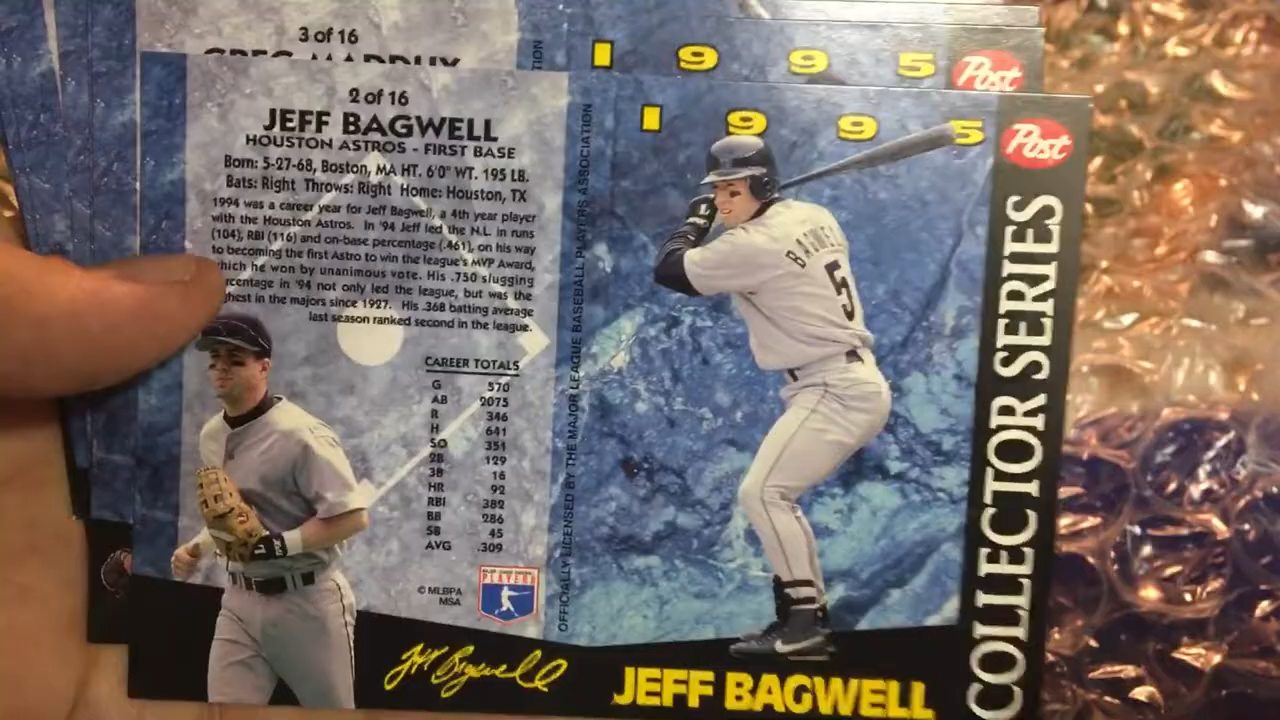 3 of 16
GREG MADDUX
1995
Post
2 of 16
JEFF BAGWELL
HOUSTON ASTROS - FIRST BASE
Born: 5-27-68, Boston, MA HT. 6'0" WT. 195 LB.
Bats: Right Throws: Right Home: Houston, TX
1994 was a career year for Jeff Bagwell, a 4th year player
with the Houston Astros. In '94 Jeff led the N.L. in runs
(104), RBI (116) and on-base percentage (.461), on his way
to becoming the first Astro to win the league's MVP Award,
which he won by unanimous vote. His .750 slugging
rcentage in '94 not only led the league, but was the
ghest in the majors since 1927. His .368 batting average
last season ranked second in the league.
CAREER TOTALS
G 570
AB 2075
R 346
H 641
SO 351
2B 129
3B 16
HR 92
RBI 382
BB 286
SB 45
AVG .309
© MLBPA
MSA
MAJOR LEAGUE BASEBALL
PLAYERS
Jeff Bagwell
TION
OFFICIALLY LICENSED BY THE MAJOR LEAGUE BASEBALL PLAYERS ASSOCIATION
1995
Post
BAGWELL
5
COLLECTOR SERIES
JEFF BAGWELL